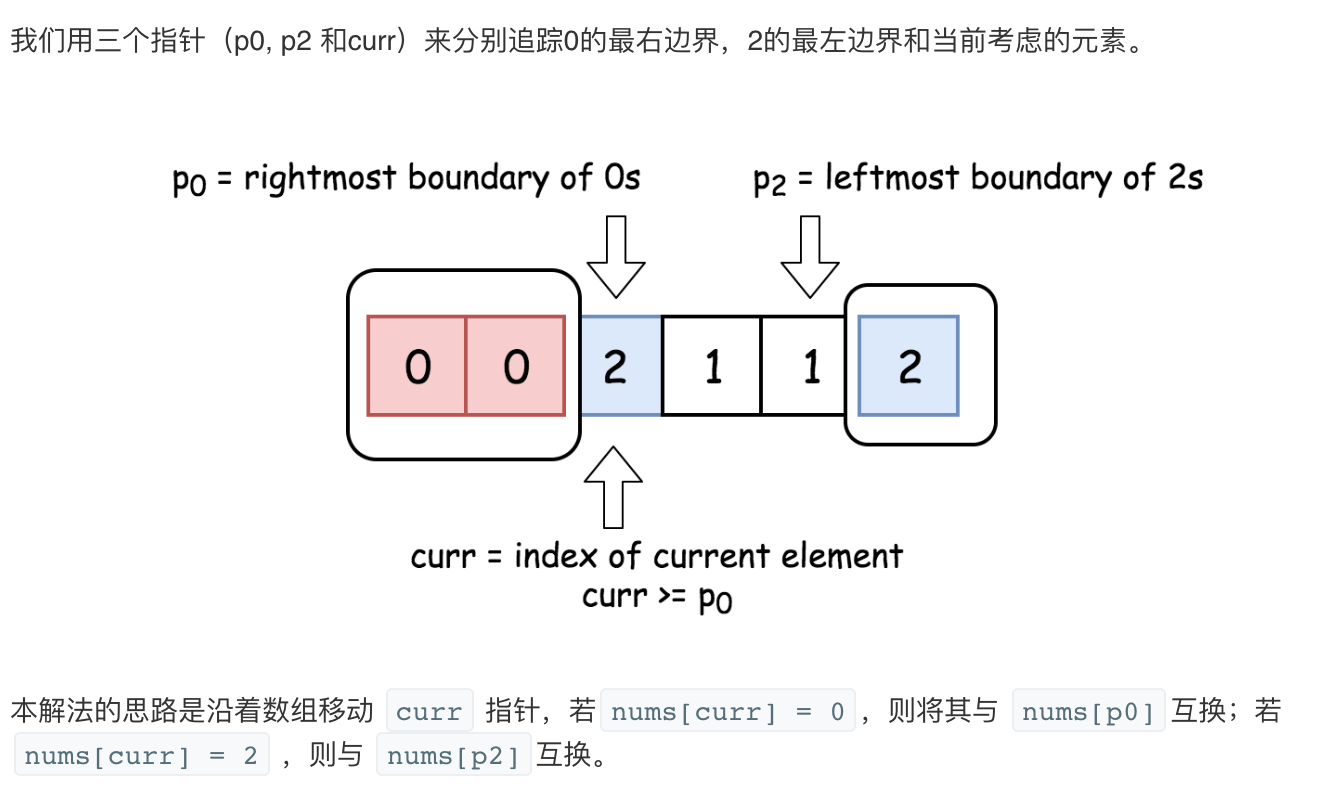 我们用三个指针（p0, p2 和curr）来分别追踪0的最右边界，2的最左边界和当前考虑的元素。
p0 = rightmost boundary of 0s
p2 = leftmost boundary of 2s
0 0 2 1 1 2
curr = index of current element
curr >= p0
本解法的思路是沿着数组移动 curr 指针，若 nums[curr] = 0 ，则将其与 nums[p0] 互换；若
nums[curr] = 2 ，则与 nums[p2] 互换。